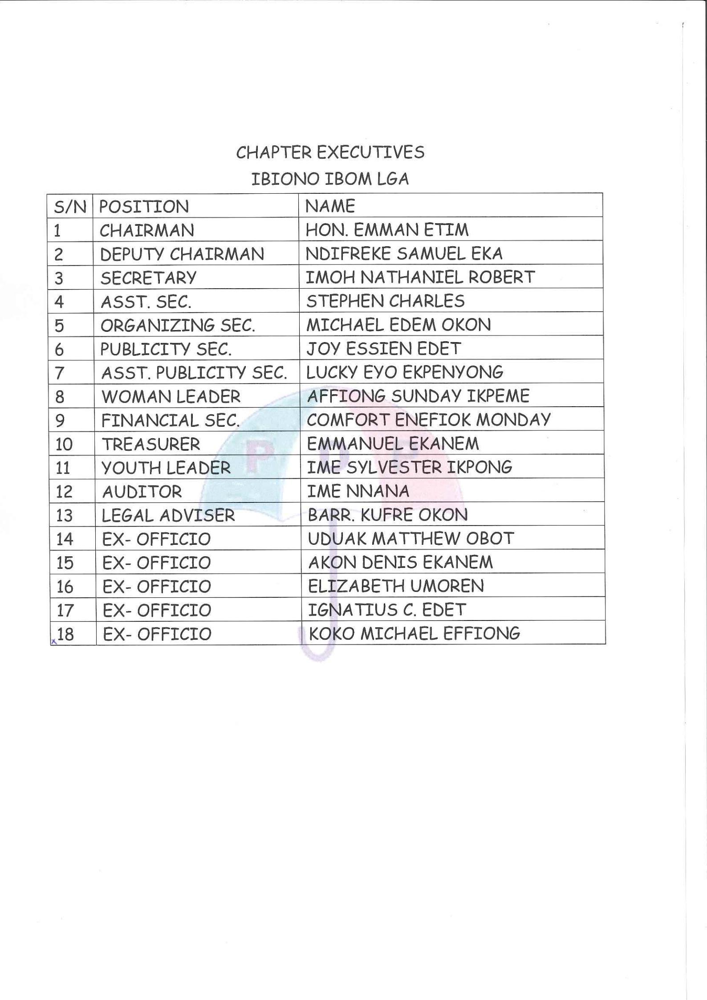 CHAPTER EXECUTIVES
IBIONO IBOM LGA
S/N POSITION NAME
1 CHAIRMAN HON. EMMAN ETIM
2 DEPUTY CHAIRMAN NDIFREKE SAMUEL EKA
3 SECRETARY IMOH NATHANIEL ROBERT
4 ASST. SEC. STEPHEN CHARLES
5 ORGANIZING SEC. MICHAEL EDEM OKON
6 PUBLICITY SEC. JOY ESSIEN EDET
7 ASST. PUBLICITY SEC. LUCKY EYO EKPENYONG
8 WOMAN LEADER AFFIONG SUNDAY IKPEME
9 FINANCIAL SEC. COMFORT ENEFIOK MONDAY
10 TREASURER EMMANUEL EKANEM
11 YOUTH LEADER IME SYLVESTER IKPONG
12 AUDITOR IME NNANA
13 LEGAL ADVISER BARR. KUFRE OKON
14 EX- OFFICIO UDUAK MATTHEW OBOT
15 EX- OFFICIO AKON DENIS EKANEM
16 EX- OFFICIO ELIZABETH UMOREN
17 EX- OFFICIO IGNATIUS C. EDET
18 EX- OFFICIO KOKO MICHAEL EFFIONG
P D P